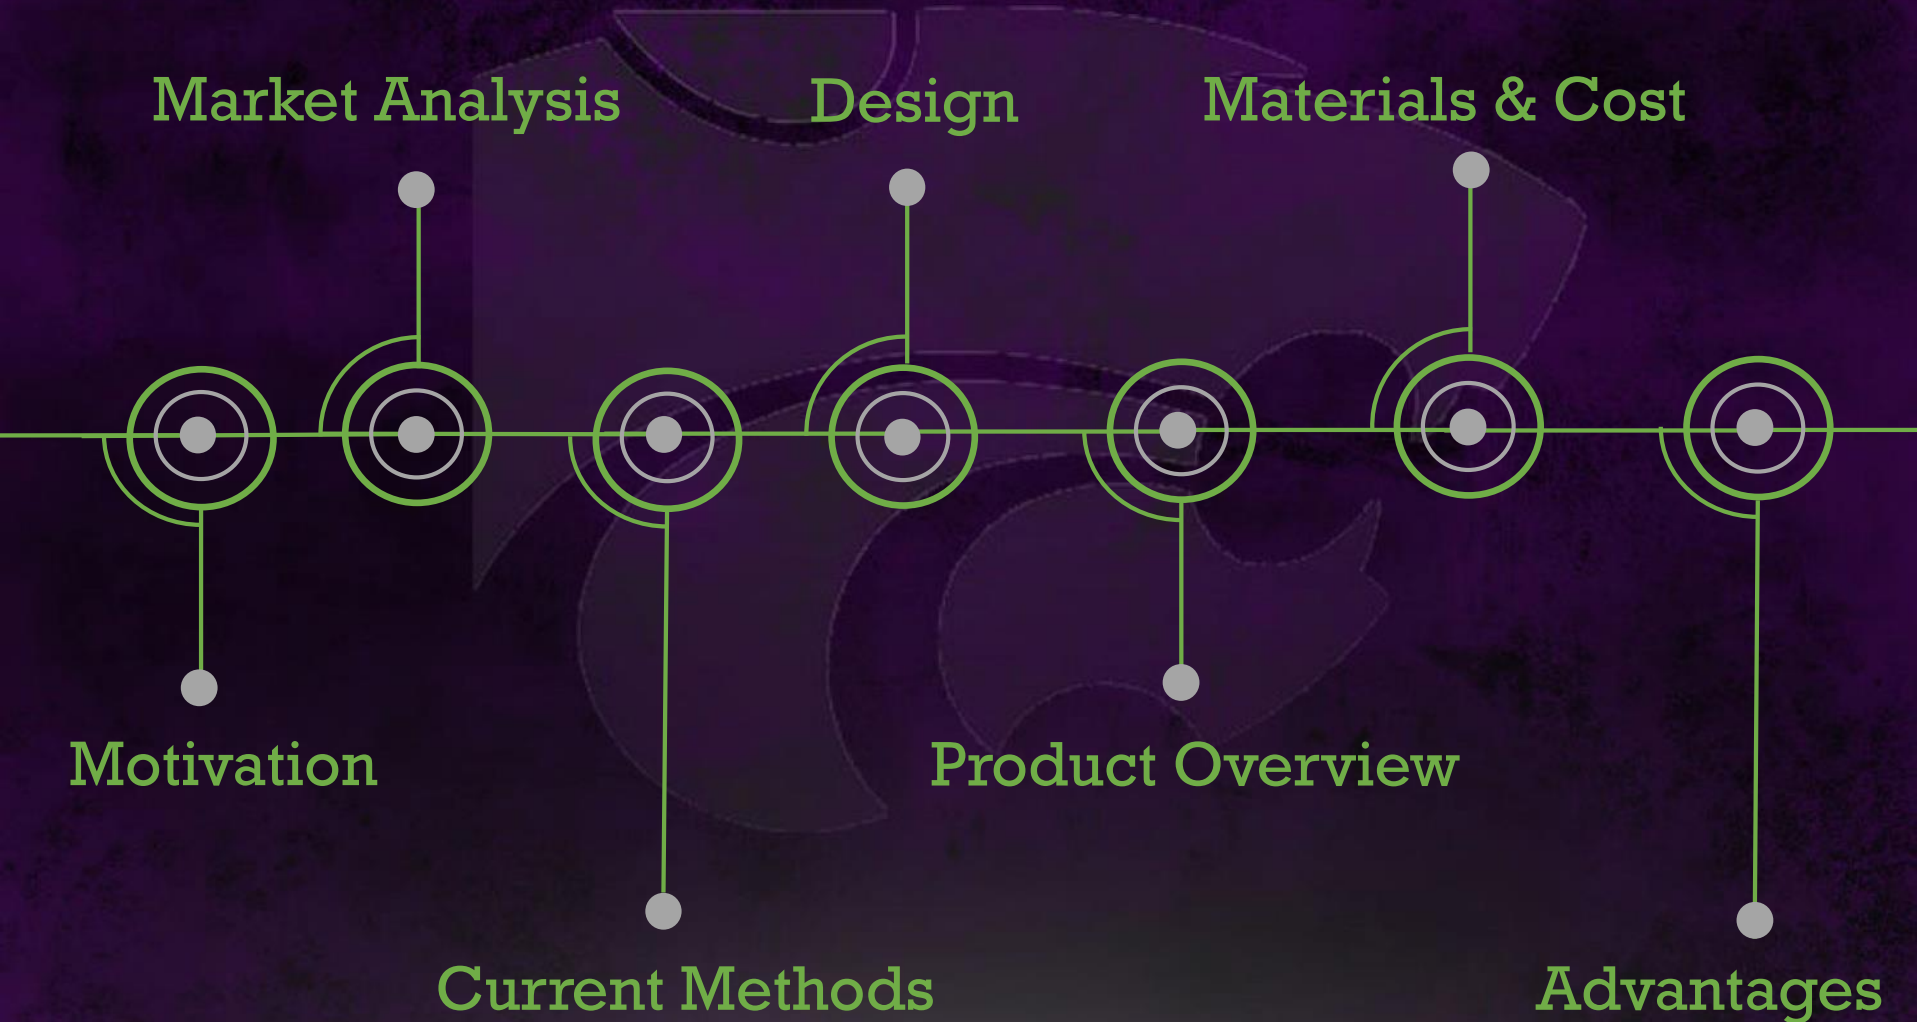 Market Analysis
Design
Materials & Cost
Motivation
Product Overview
Current Methods
Advantages